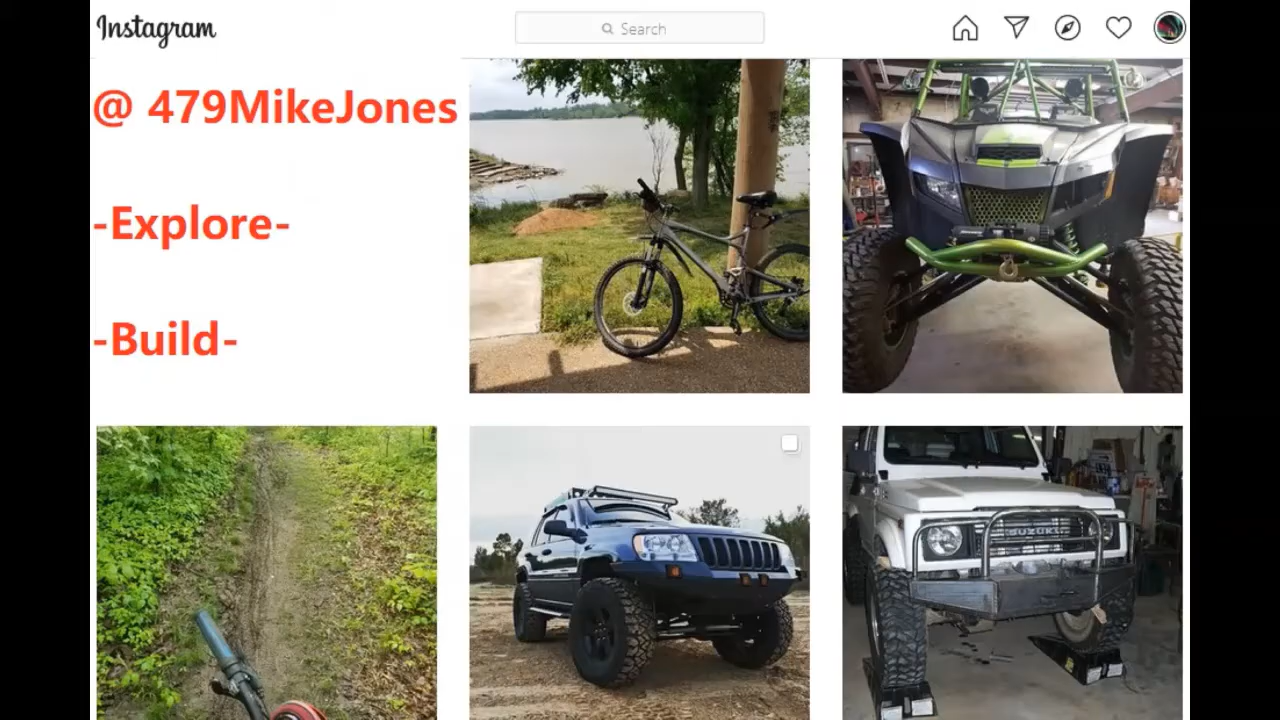 Instagram
Search
@ 479MikeJones
-Explore-
-Build-
SUZUKI